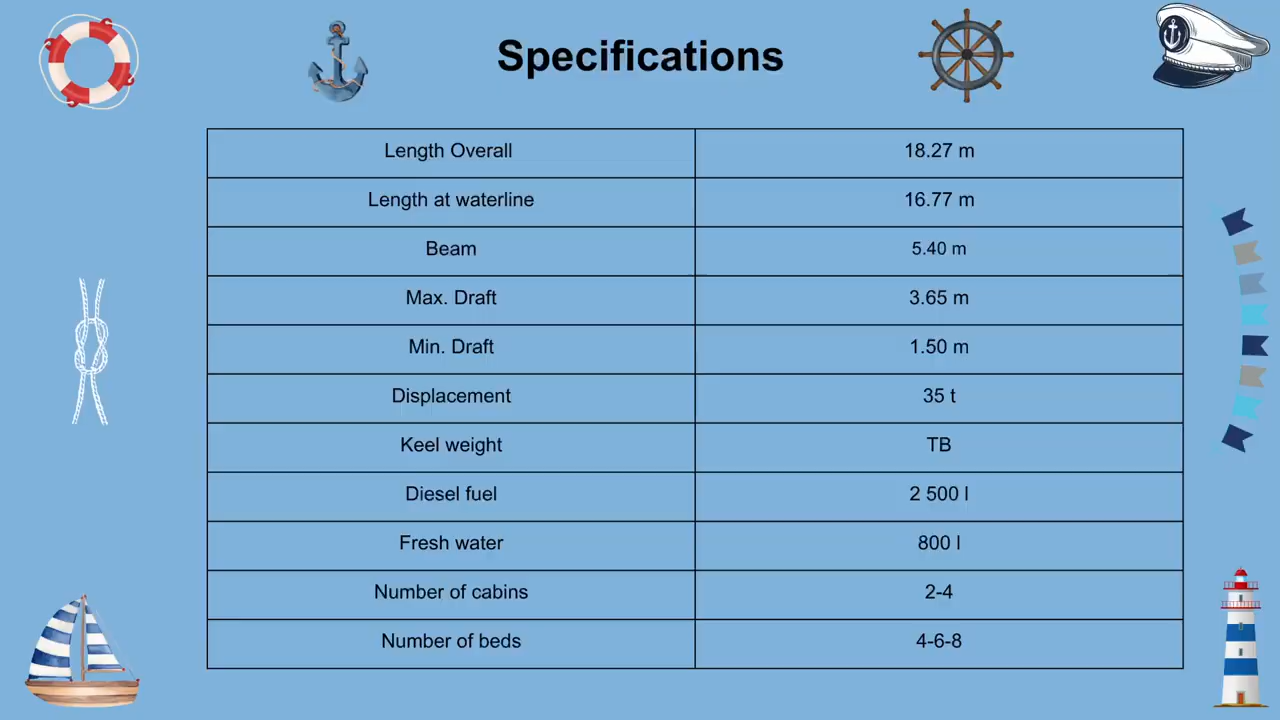 Specifications
Length Overall 18.27 m
Length at waterline 16.77 m
Beam 5.40 m
Max. Draft 3.65 m
Min. Draft 1.50 m
Displacement 35 t
Keel weight TB
Diesel fuel 2 500 l
Fresh water 800 l
Number of cabins 2-4
Number of beds 4-6-8